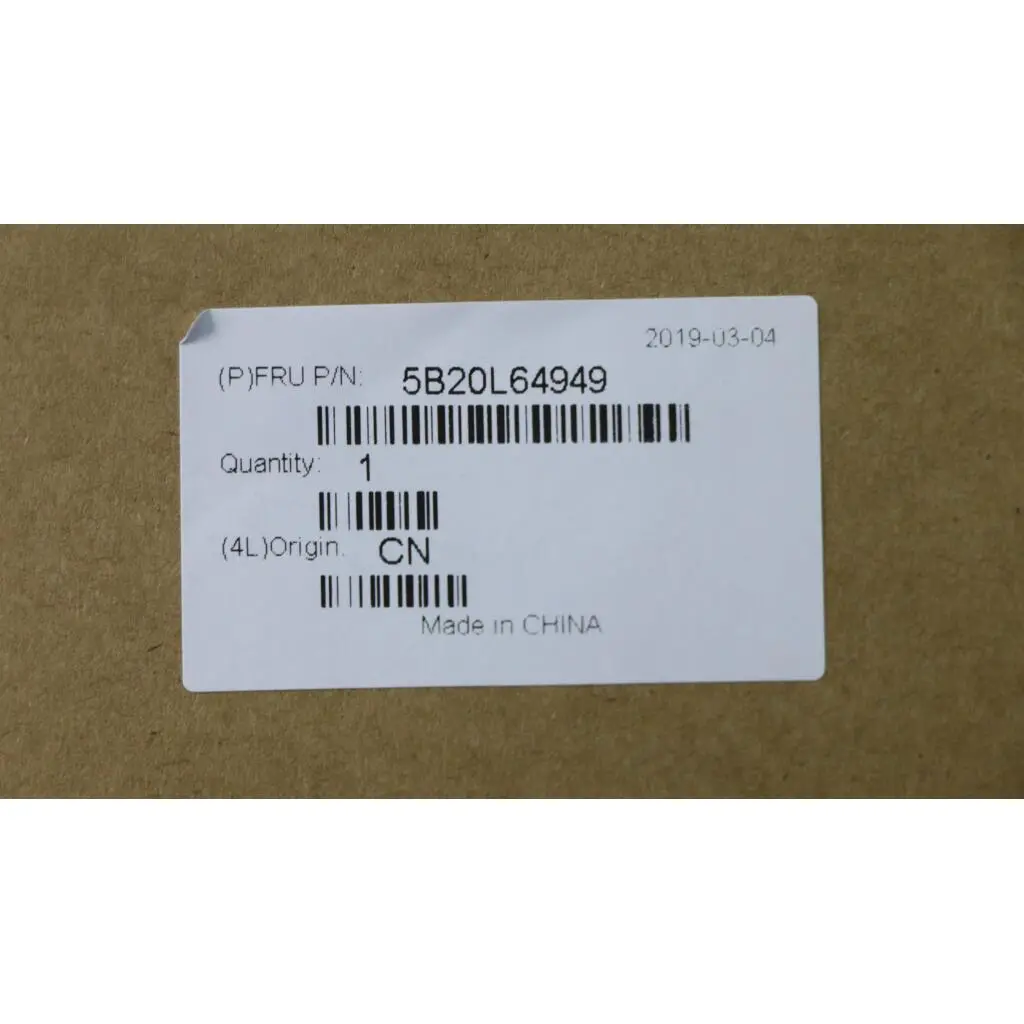 2019-03-04
(P)FRU P/N: 5B20L64949
Quantity: 1
(4L)Origin: CN
Made in CHINA